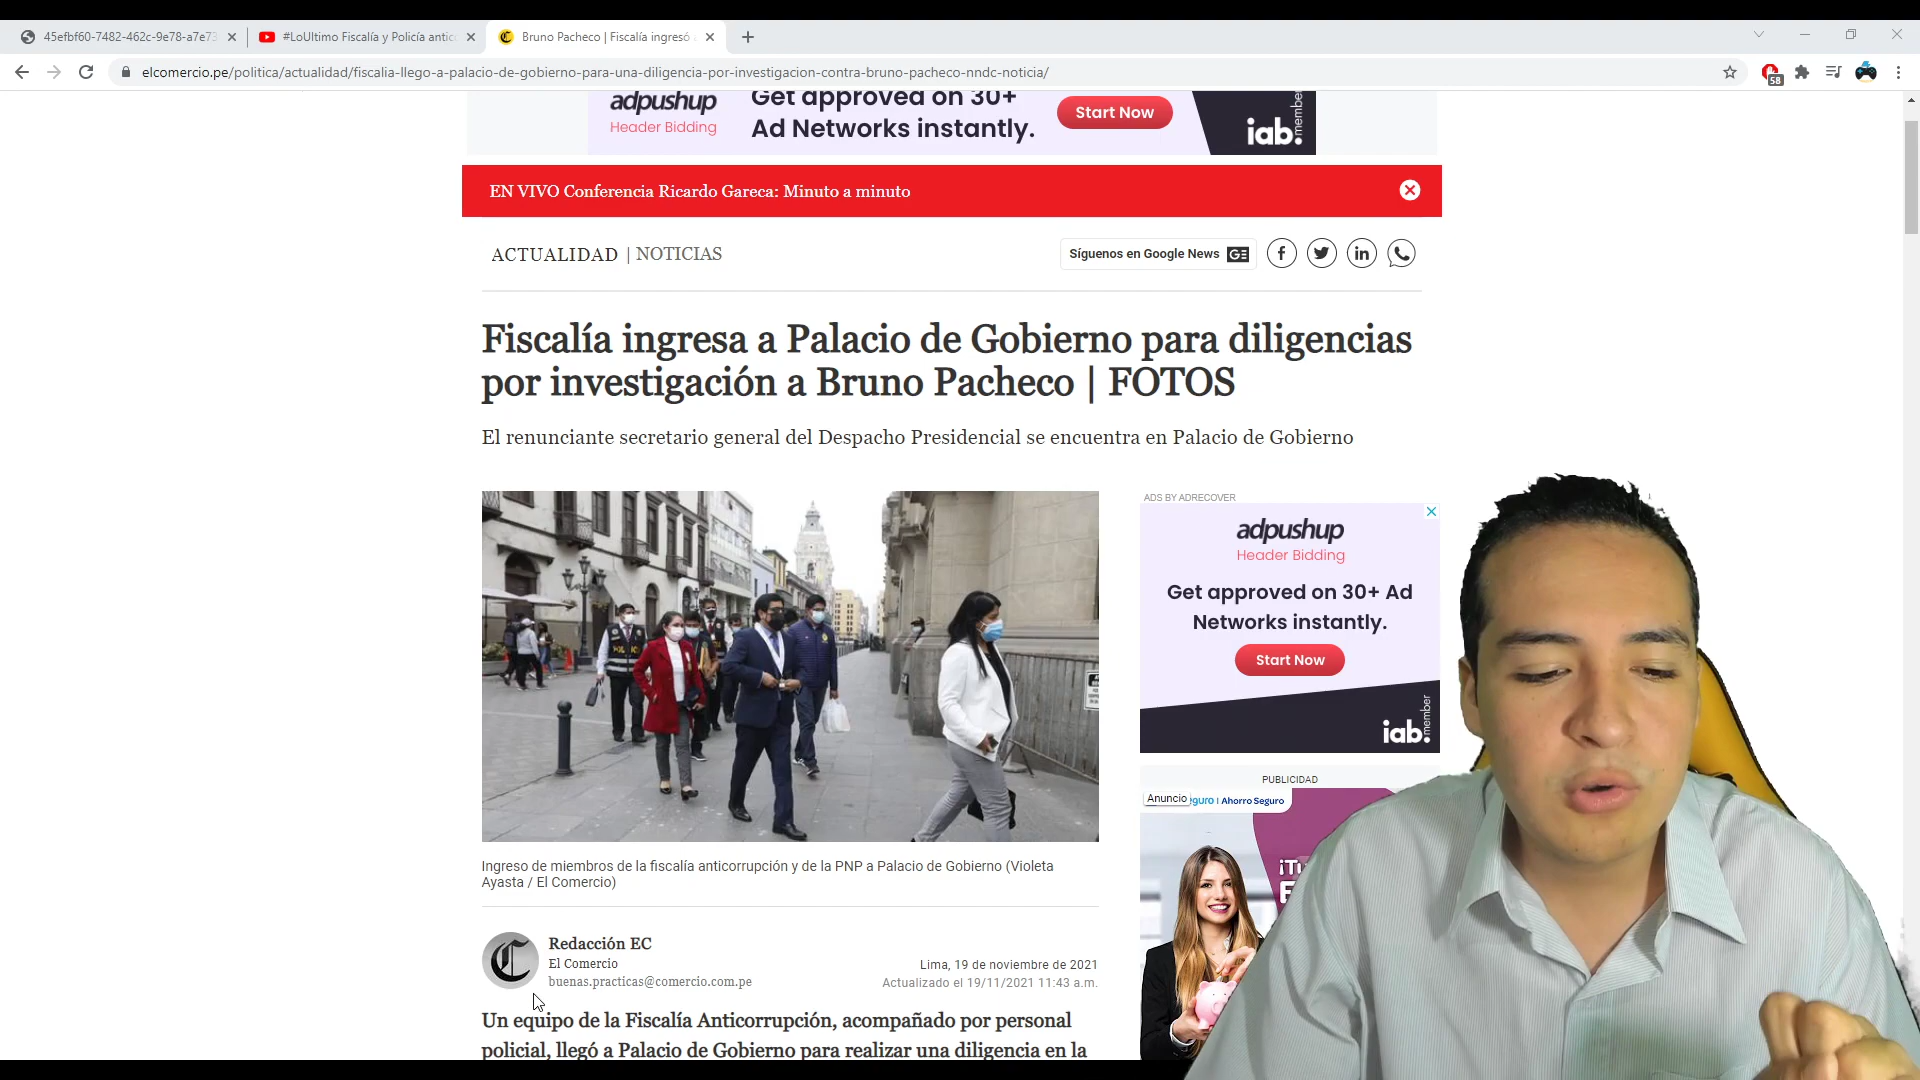 45efbf60-7482-462c-9e78-a7e73
#LoUltimo Fiscalía y Policía antic
Bruno Pacheco | Fiscalía ingresó
elcomercio.pe/politica/actualidad/fiscalia-llego-a-palacio-de-gobierno-para-una-diligencia-por-investigacion-contra-bruno-pacheco-nndc-noticia/
58
adpushup
Header Bidding
Get approved on 30+
Ad Networks instantly.
Start Now
iab.
member
EN VIVO Conferencia Ricardo Gareca: Minuto a minuto
ACTUALIDAD | NOTICIAS
Síguenos en Google News
Fiscalía ingresa a Palacio de Gobierno para diligencias
por investigación a Bruno Pacheco | FOTOS
El renunciante secretario general del Despacho Presidencial se encuentra en Palacio de Gobierno
Ingreso de miembros de la fiscalía anticorrupción y de la PNP a Palacio de Gobierno (Violeta
Ayasta / El Comercio)
Redacción EC
El Comercio
buenas.practicas@comercio.com.pe
Lima, 19 de noviembre de 2021
Actualizado el 19/11/2021 11:43 a.m.
Un equipo de la Fiscalía Anticorrupción, acompañado por personal
policial, llegó a Palacio de Gobierno para realizar una diligencia en la
ADS BY ADRECOVER
adpushup
Header Bidding
Get approved on 30+ Ad
Networks instantly.
Start Now
iab.
member
PUBLICIDAD
Anuncio
guro | Ahorro Seguro